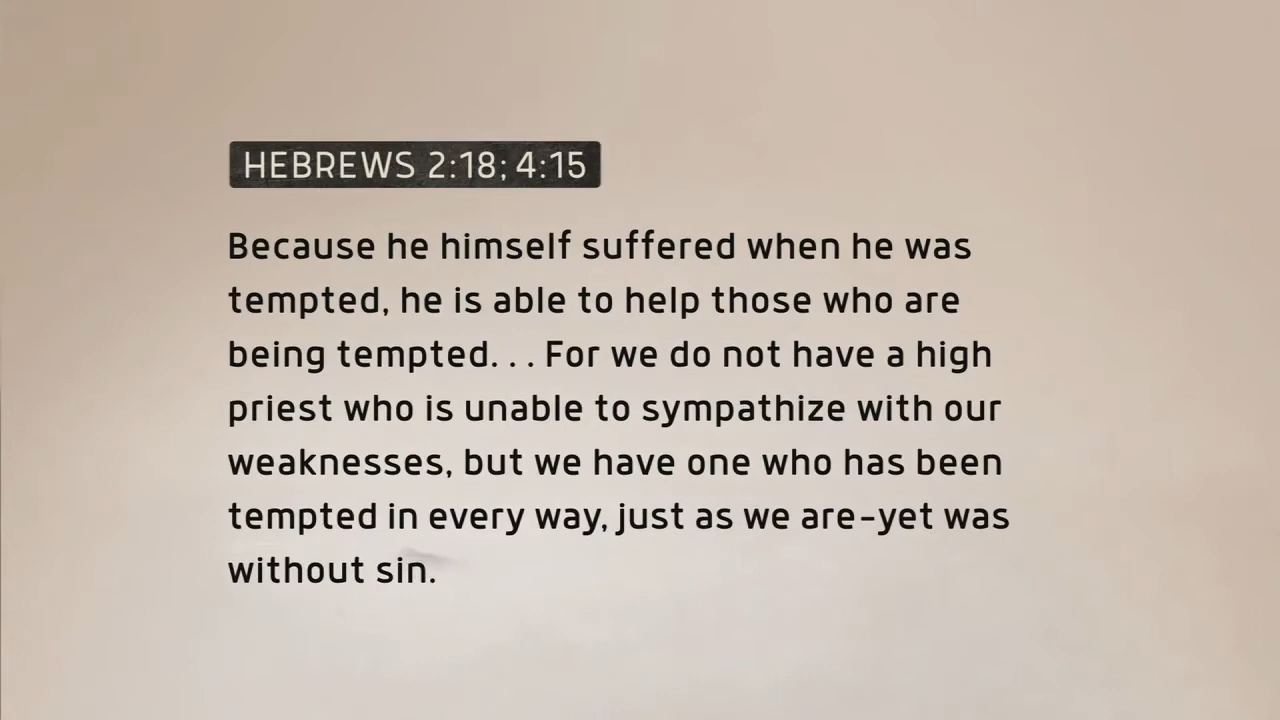 HEBREWS 2:18; 4:15
Because he himself suffered when he was
tempted, he is able to help those who are
being tempted. . . For we do not have a high
priest who is unable to sympathize with our
weaknesses, but we have one who has been
tempted in every way, just as we are-yet was
without sin.